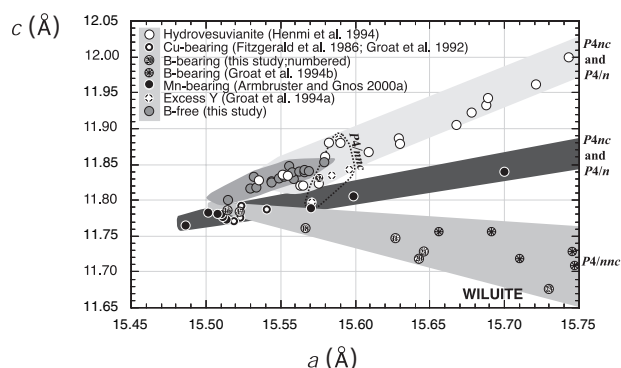 c (Å)
12.05
12.00
11.95
11.90
11.85
11.80
11.75
11.70
11.65
Hydrovesuvianite (Henmi et al. 1994)
Cu-bearing (Fitzgerald et al. 1986; Groat et al. 1992)
B-bearing (this study;numbered)
B-bearing (Groat et al. 1994b)
Mn-bearing (Armbruster and Gnos 2000a)
Excess Y (Groat et al. 1994a)
B-free (this study)
P4/nnc
P4nc
and
P4/n
P4nc
and
P4/n
P4/nnc
WILUITE
15.45
15.50
15.55
15.60
15.65
15.70
15.75
a (Å)